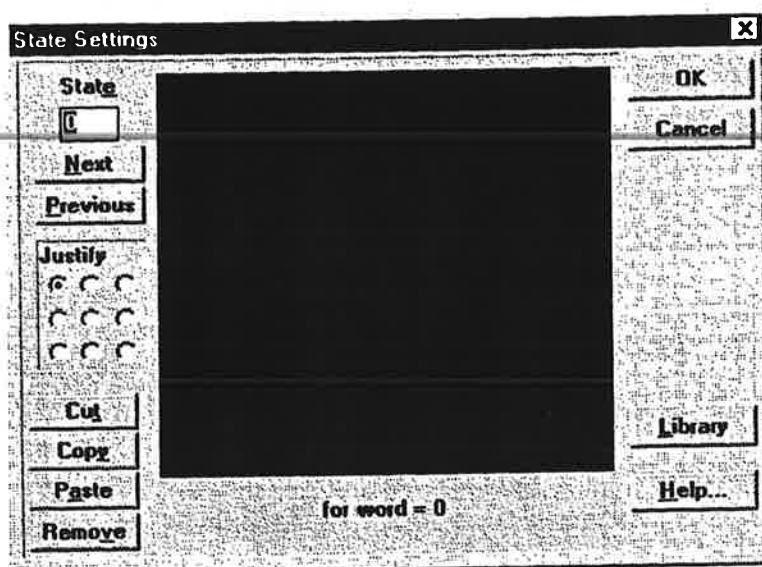 State Settings
State
0
Next
Previous
Justify
Cut
Copy
Paste
Remove
for word = 0
OK
Cancel
Library
Help...